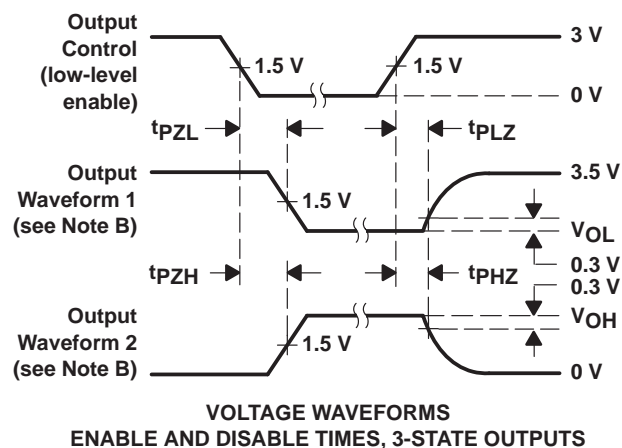 Output
Control
(low-level
enable)
1.5 V
1.5 V
3 V
0 V
tPZL
tPLZ
Output
Waveform 1
(see Note B)
1.5 V
3.5 V
VOL
0.3 V
tPZH
tPHZ
0.3 V
VOH
Output
Waveform 2
(see Note B)
1.5 V
0 V
VOLTAGE WAVEFORMS
ENABLE AND DISABLE TIMES, 3-STATE OUTPUTS